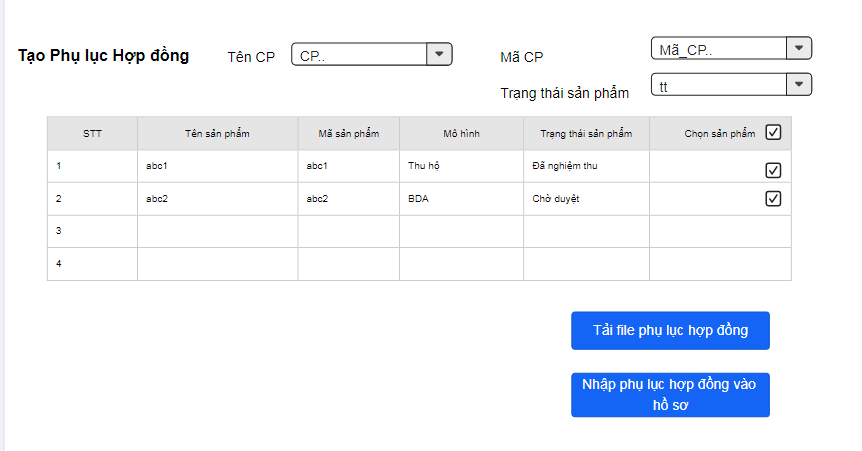 Tạo Phụ lục Hợp đồng Tên CP CP.. Mã CP Mã_CP..
Trạng thái sản phẩm tt
STT Tên sản phẩm Mã sản phẩm Mô hình Trạng thái sản phẩm Chọn sản phẩm
1 abc1 abc1 Thu hộ Đã nghiệm thu
2 abc2 abc2 BDA Chờ duyệt
3
4
Tải file phụ lục hợp đồng
Nhập phụ lục hợp đồng vào
hồ sơ